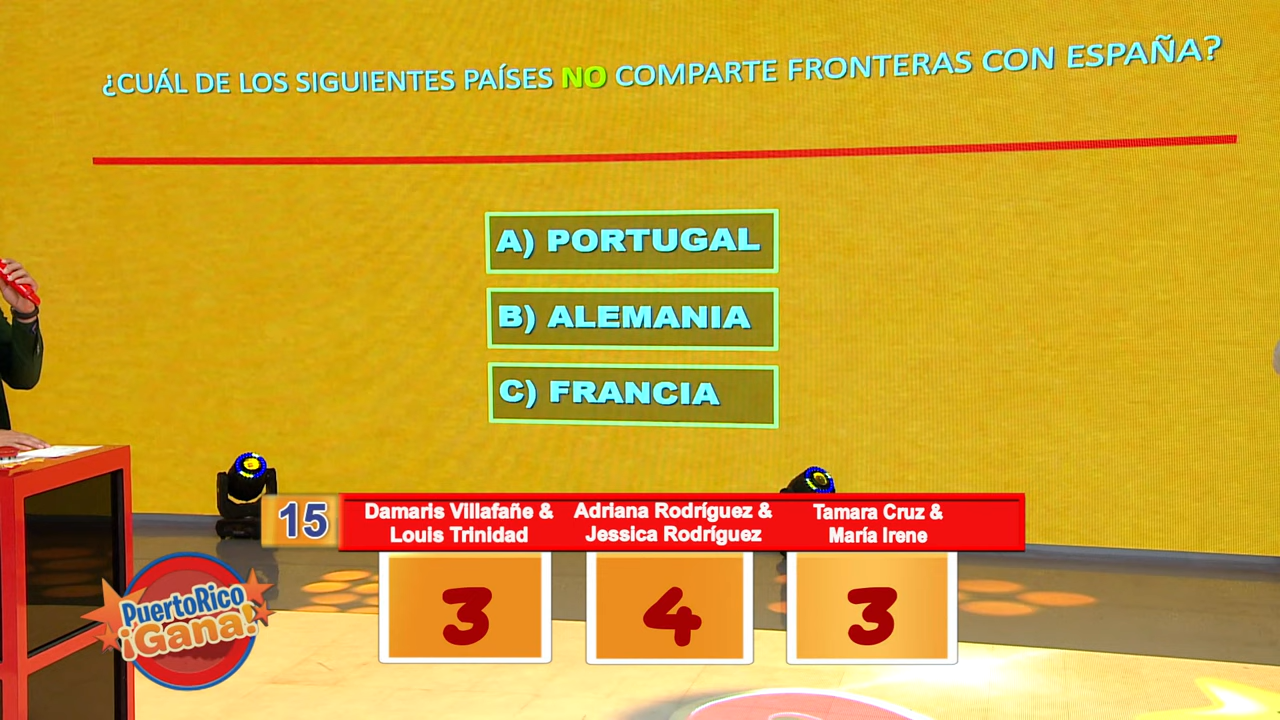 ¿CUÁL DE LOS SIGUIENTES PAÍSES NO COMPARTE FRONTERAS CON ESPAÑA?
A) PORTUGAL
B) ALEMANIA
C) FRANCIA
15
Damaris Villafañe &
Louis Trinidad
Adriana Rodríguez &
Jessica Rodríguez
Tamara Cruz &
María Irene
3
4
3
PuertoRico
¡Gana!